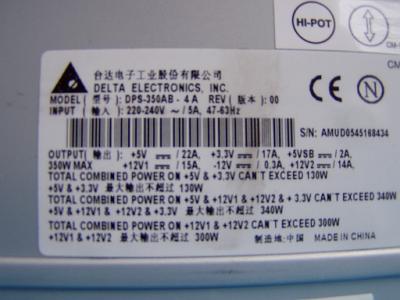 HI-POT
CM-
CM
台达电子工业股份有限公司
DELTA ELECTRONICS, INC.
MODEL( 型号 ): DPS-350AB - 4 A REV ( 版本 ): 00
INPUT ( 输入 ): 220-240V ~ / 5A, 47-63Hz
CE N
S/N: AMUD0545168434
OUTPUT( 输出 ): +5V ⎓ / 22A, +3.3V ⎓ / 17A, +5VSB ⎓ / 2A,
350W MAX +12V1 ⎓ / 15A, -12V ⎓ / 0.3A, +12V2 ⎓ / 14A,
TOTAL COMBINED POWER ON +5V & +3.3V CAN'T EXCEED 130W
+5V & +3.3V 最大输出不超过 130W
TOTAL COMBINED POWER ON +5V & +12V1 & +12V2 & + 3.3V CAN'T EXCEED 340W
+5V & +12V1 & +12V2 & +3.3V 最大输出不超过 340W
TOTAL COMBINED POWER ON +12V1 & +12V2 CAN'T EXCEED 300W
+12V1 & +12V2 最大输出不超过 300W 制造地:中国 MADE IN CHINA